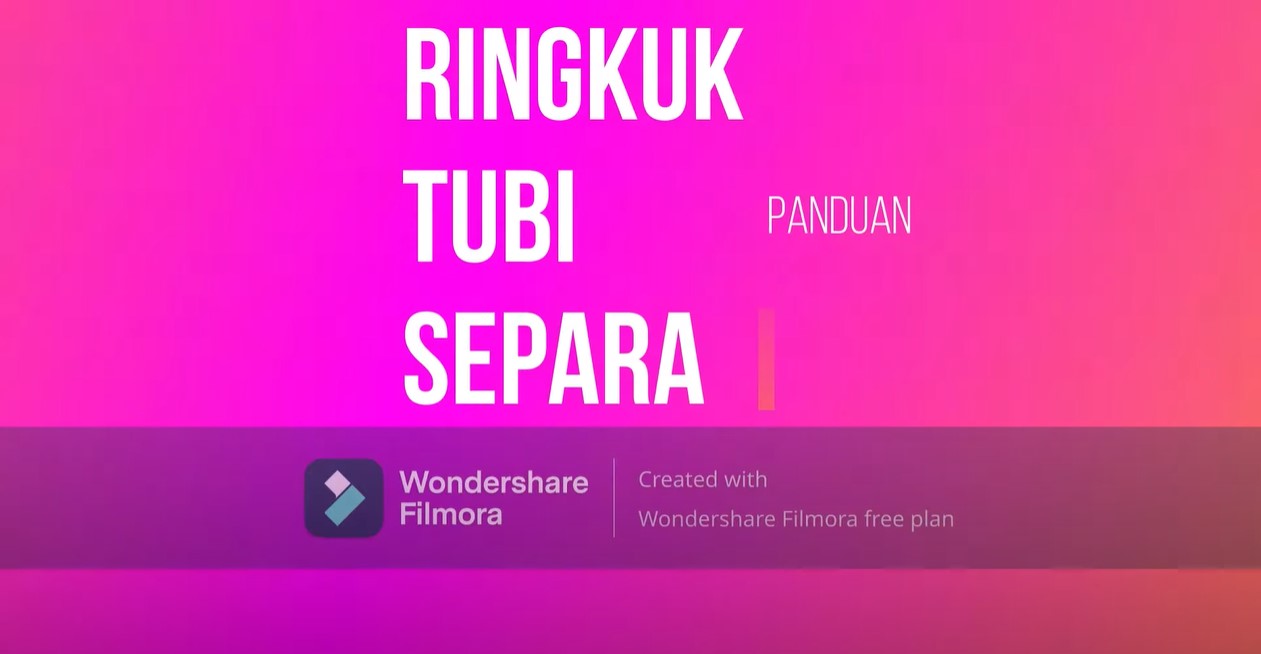 RINGKUK
TUBI
PANDUAN
SEPARA
Wondershare
Filmora
Created with
Wondershare Filmora free plan